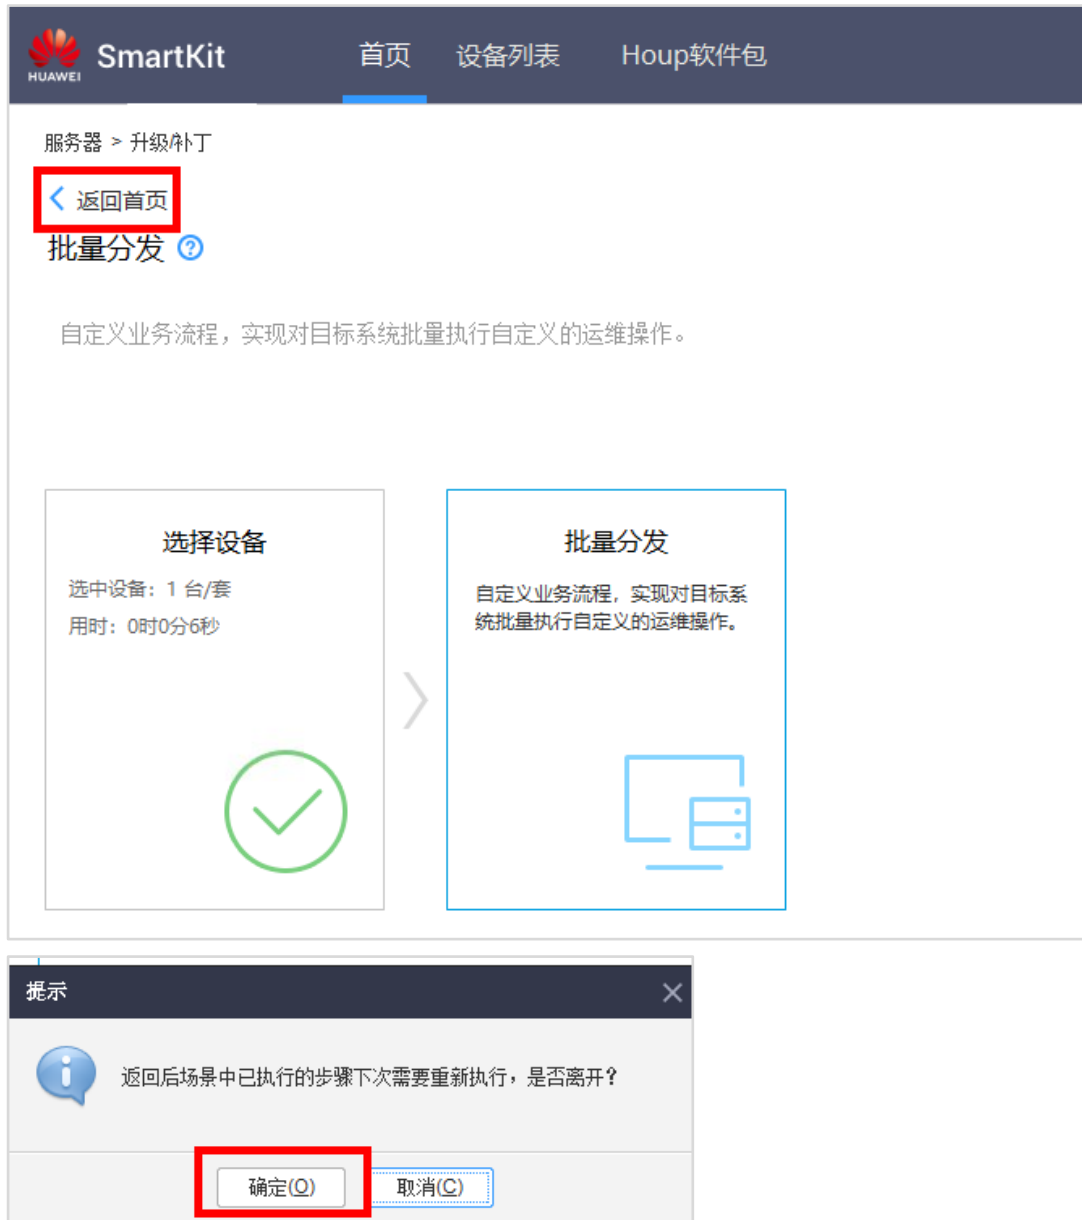 HUAWEI SmartKit 首页 设备列表 Houp软件包
服务器 > 升级/补丁
返回首页
批量分发
自定义业务流程，实现对目标系统批量执行自定义的运维操作。
选择设备
选中设备：1 台/套
用时：0时0分6秒
批量分发
自定义业务流程，实现对目标系
统批量执行自定义的运维操作。
提示
返回后场景中已执行的步骤下次需要重新执行，是否离开?
确定(O) 取消(C)